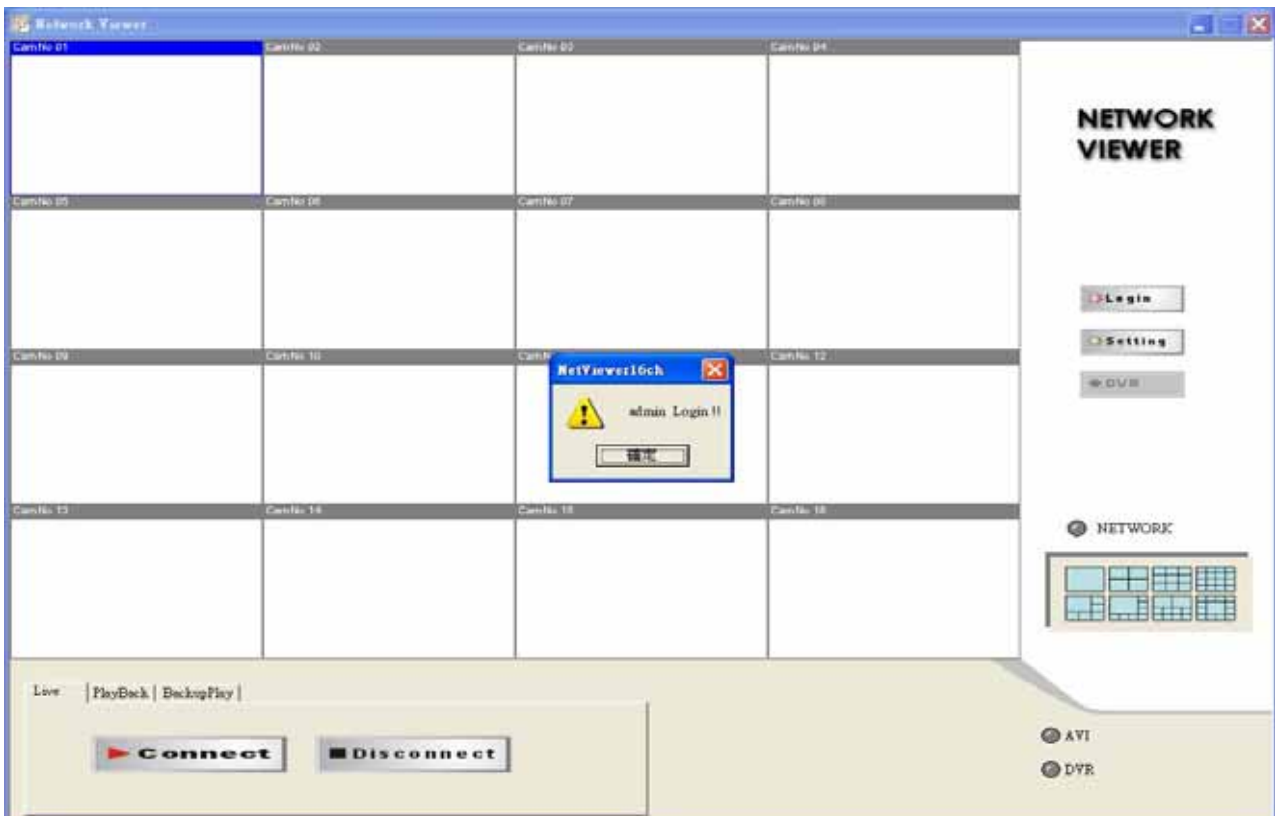 Network Viewer
CamNo 01
CamNo 02
CamNo 03
CamNo 04
NETWORK
VIEWER
CamNo 05
CamNo 06
CamNo 07
CamNo 08
Login
Setting
DVR
CamNo 09
CamNo 10
CamN
CamNo 12
NetViewer16ch
admin Login !!
確定
CamNo 13
CamNo 14
CamNo 15
CamNo 16
NETWORK
Live
PlayBack
BackupPlay
Connect
Disconnect
AVI
DVR